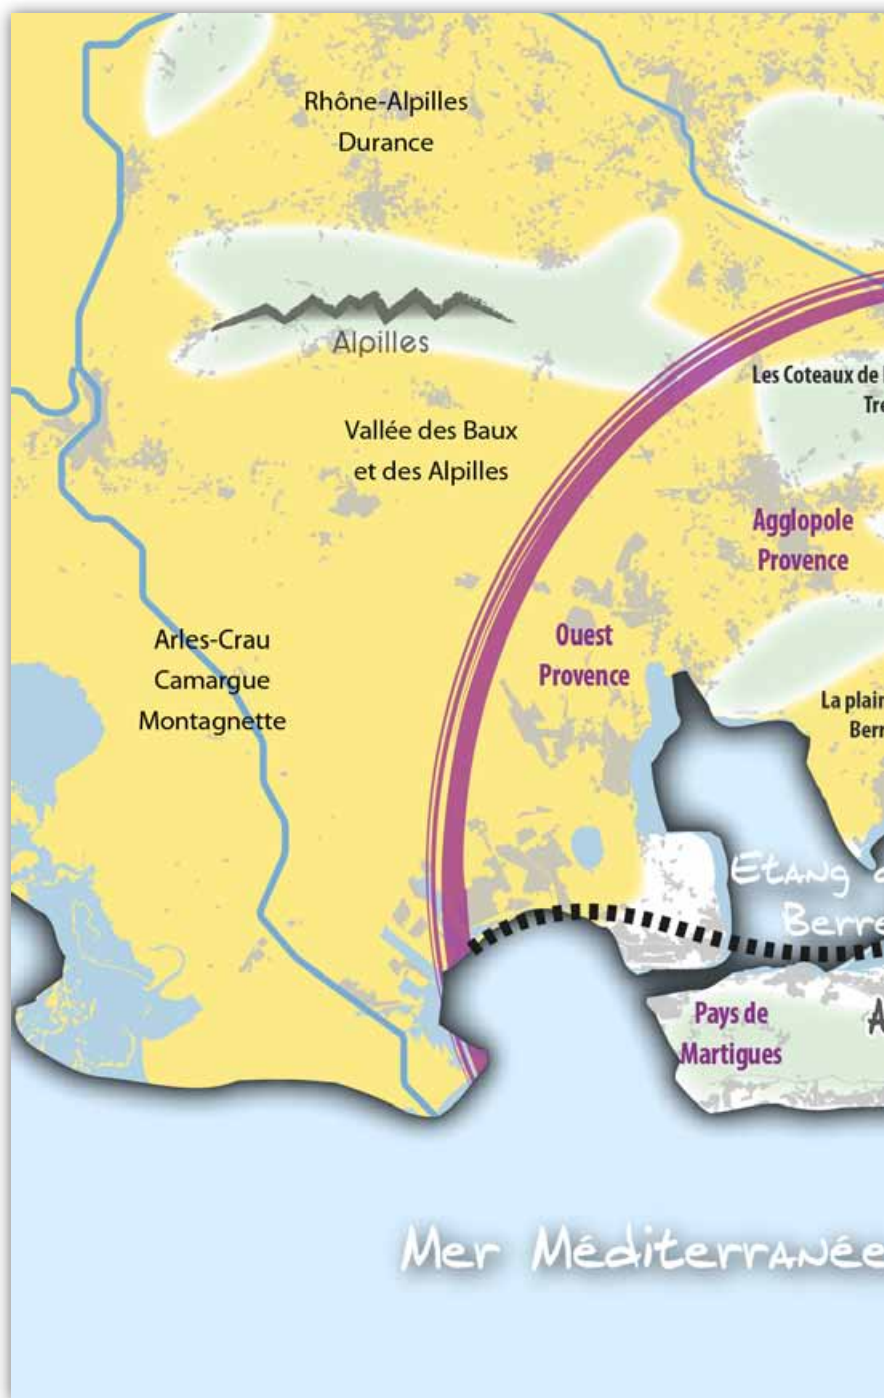 Rhône-Alpilles
Durance
Alpilles
Les Coteaux de
Vallée des Baux
et des Alpilles
Agglopole
Provence
Ouest
Provence
Arles-Crau
Camargue
Montagnette
La
Etang
Berre
Pays de
Martigues
Mer Méditerranée